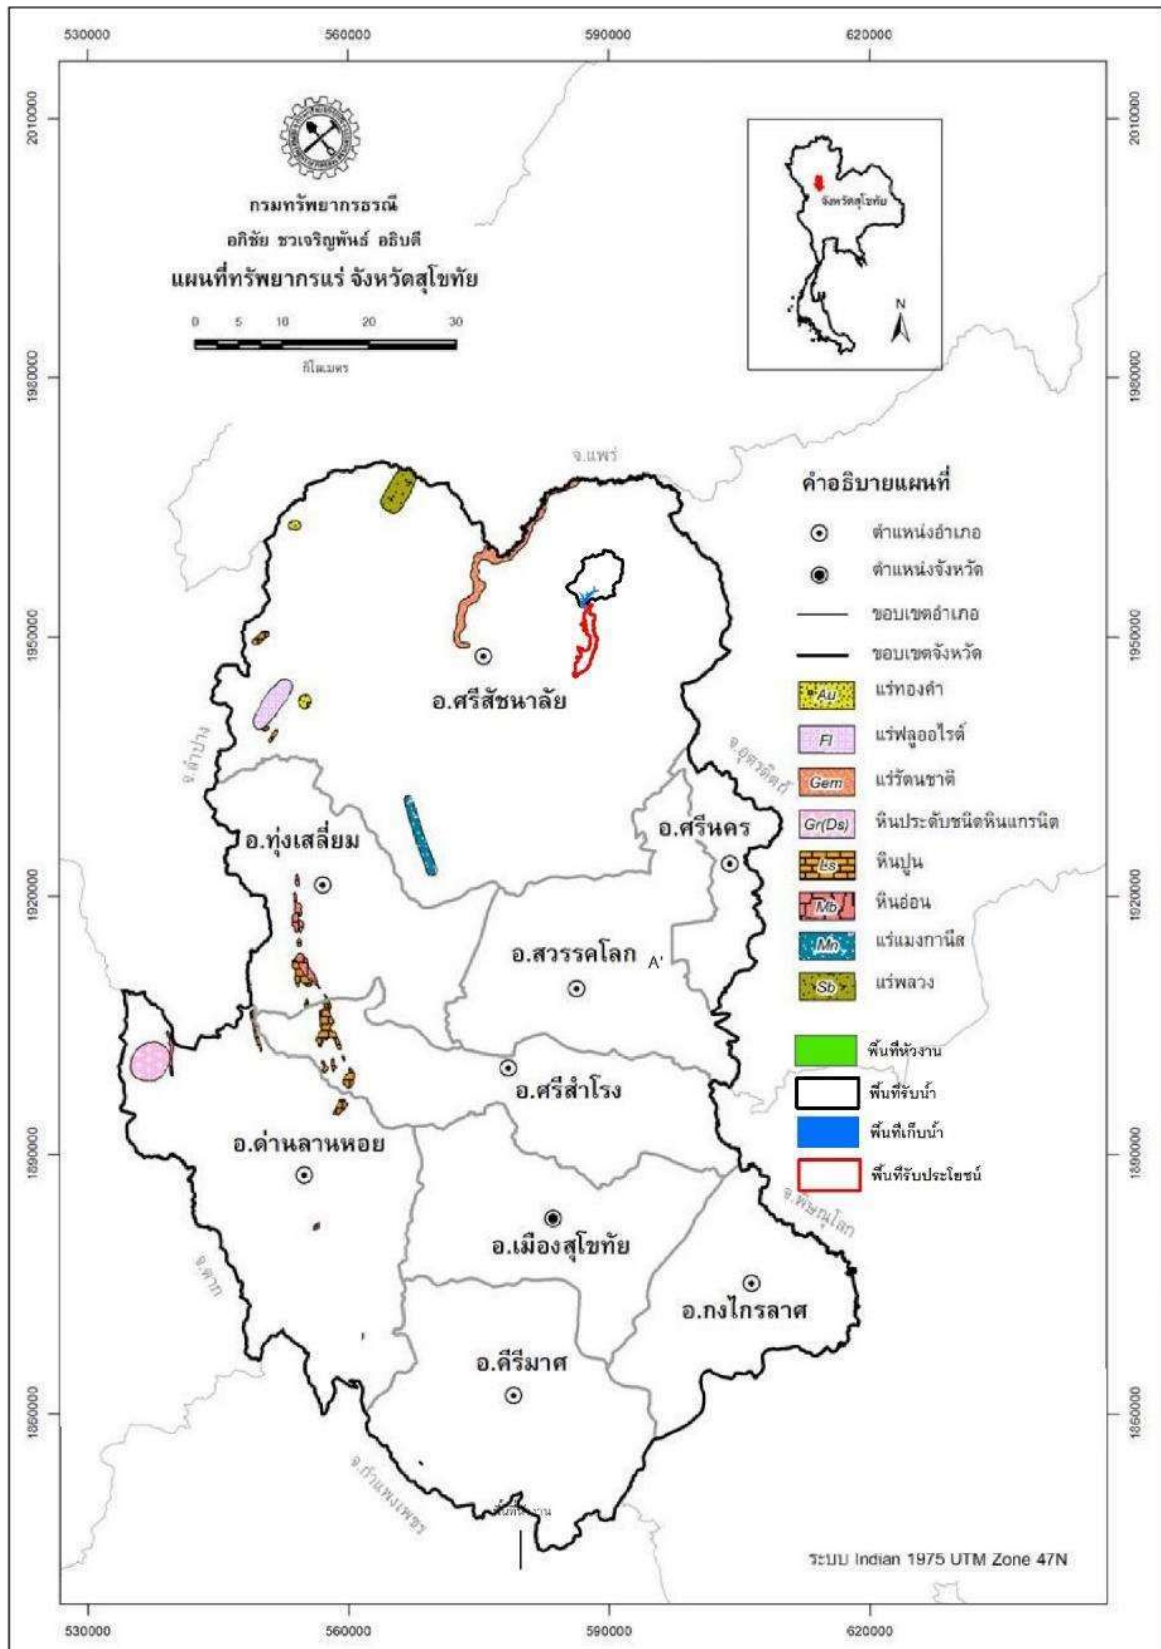 530000 560000 590000 620000
2010000 2010000
กรมทรัพยากรธรณี
อภิชัย ชวเจริญพันธ์ อธิบดี
แผนที่ทรัพยากรแร่ จังหวัดสุโขทัย
0 5 10 20 30
กิโลเมตร
จังหวัดสุโขทัย
N
1980000 1980000
จ.แพร่
คำอธิบายแผนที่
ตำแหน่งอำเภอ
ตำแหน่งจังหวัด
ขอบเขตอำเภอ
ขอบเขตจังหวัด
Au แร่ทองคำ
Fl แร่ฟลูออไรต์
Gem แร่รัตนชาติ
Gr(Ds) หินประดับชนิดหินแกรนิต
Ls หินปูน
Mb หินอ่อน
Mn แร่แมงกานีส
Sb แร่พลวง
พื้นที่หัวงาน
พื้นที่รับน้ำ
พื้นที่เก็บน้ำ
พื้นที่รับประโยชน์
1950000 1950000
อ.ศรีสัชนาลัย
จ.ลำปาง
จ.อุตรดิตถ์
อ.ทุ่งเสลี่ยม
อ.ศรีนคร
1920000 1920000
อ.สวรรคโลก
A'
อ.ศรีสำโรง
อ.ด่านลานหอย
1890000 1890000
จ.พิษณุโลก
อ.เมืองสุโขทัย
จ.ตาก
อ.กงไกรลาศ
อ.คีรีมาศ
1860000 1860000
จ.กำแพงเพชร
ระบบ Indian 1975 UTM Zone 47N
530000 560000 590000 620000